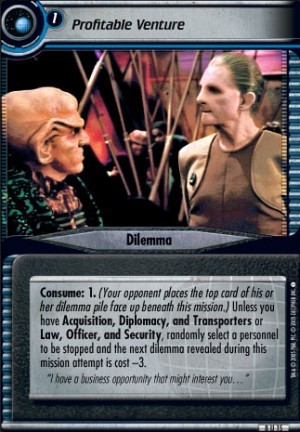 1 Profitable Venture
Dilemma
Consume: 1. (Your opponent places the top card of his or
her dilemma pile face up beneath this mission.) Unless you
have Acquisition, Diplomacy, and Transporters or
Law, Officer, and Security, randomly select a personnel
to be stopped and the next dilemma revealed during this
mission attempt is cost –3.
"I have a business opportunity that might interest you…"